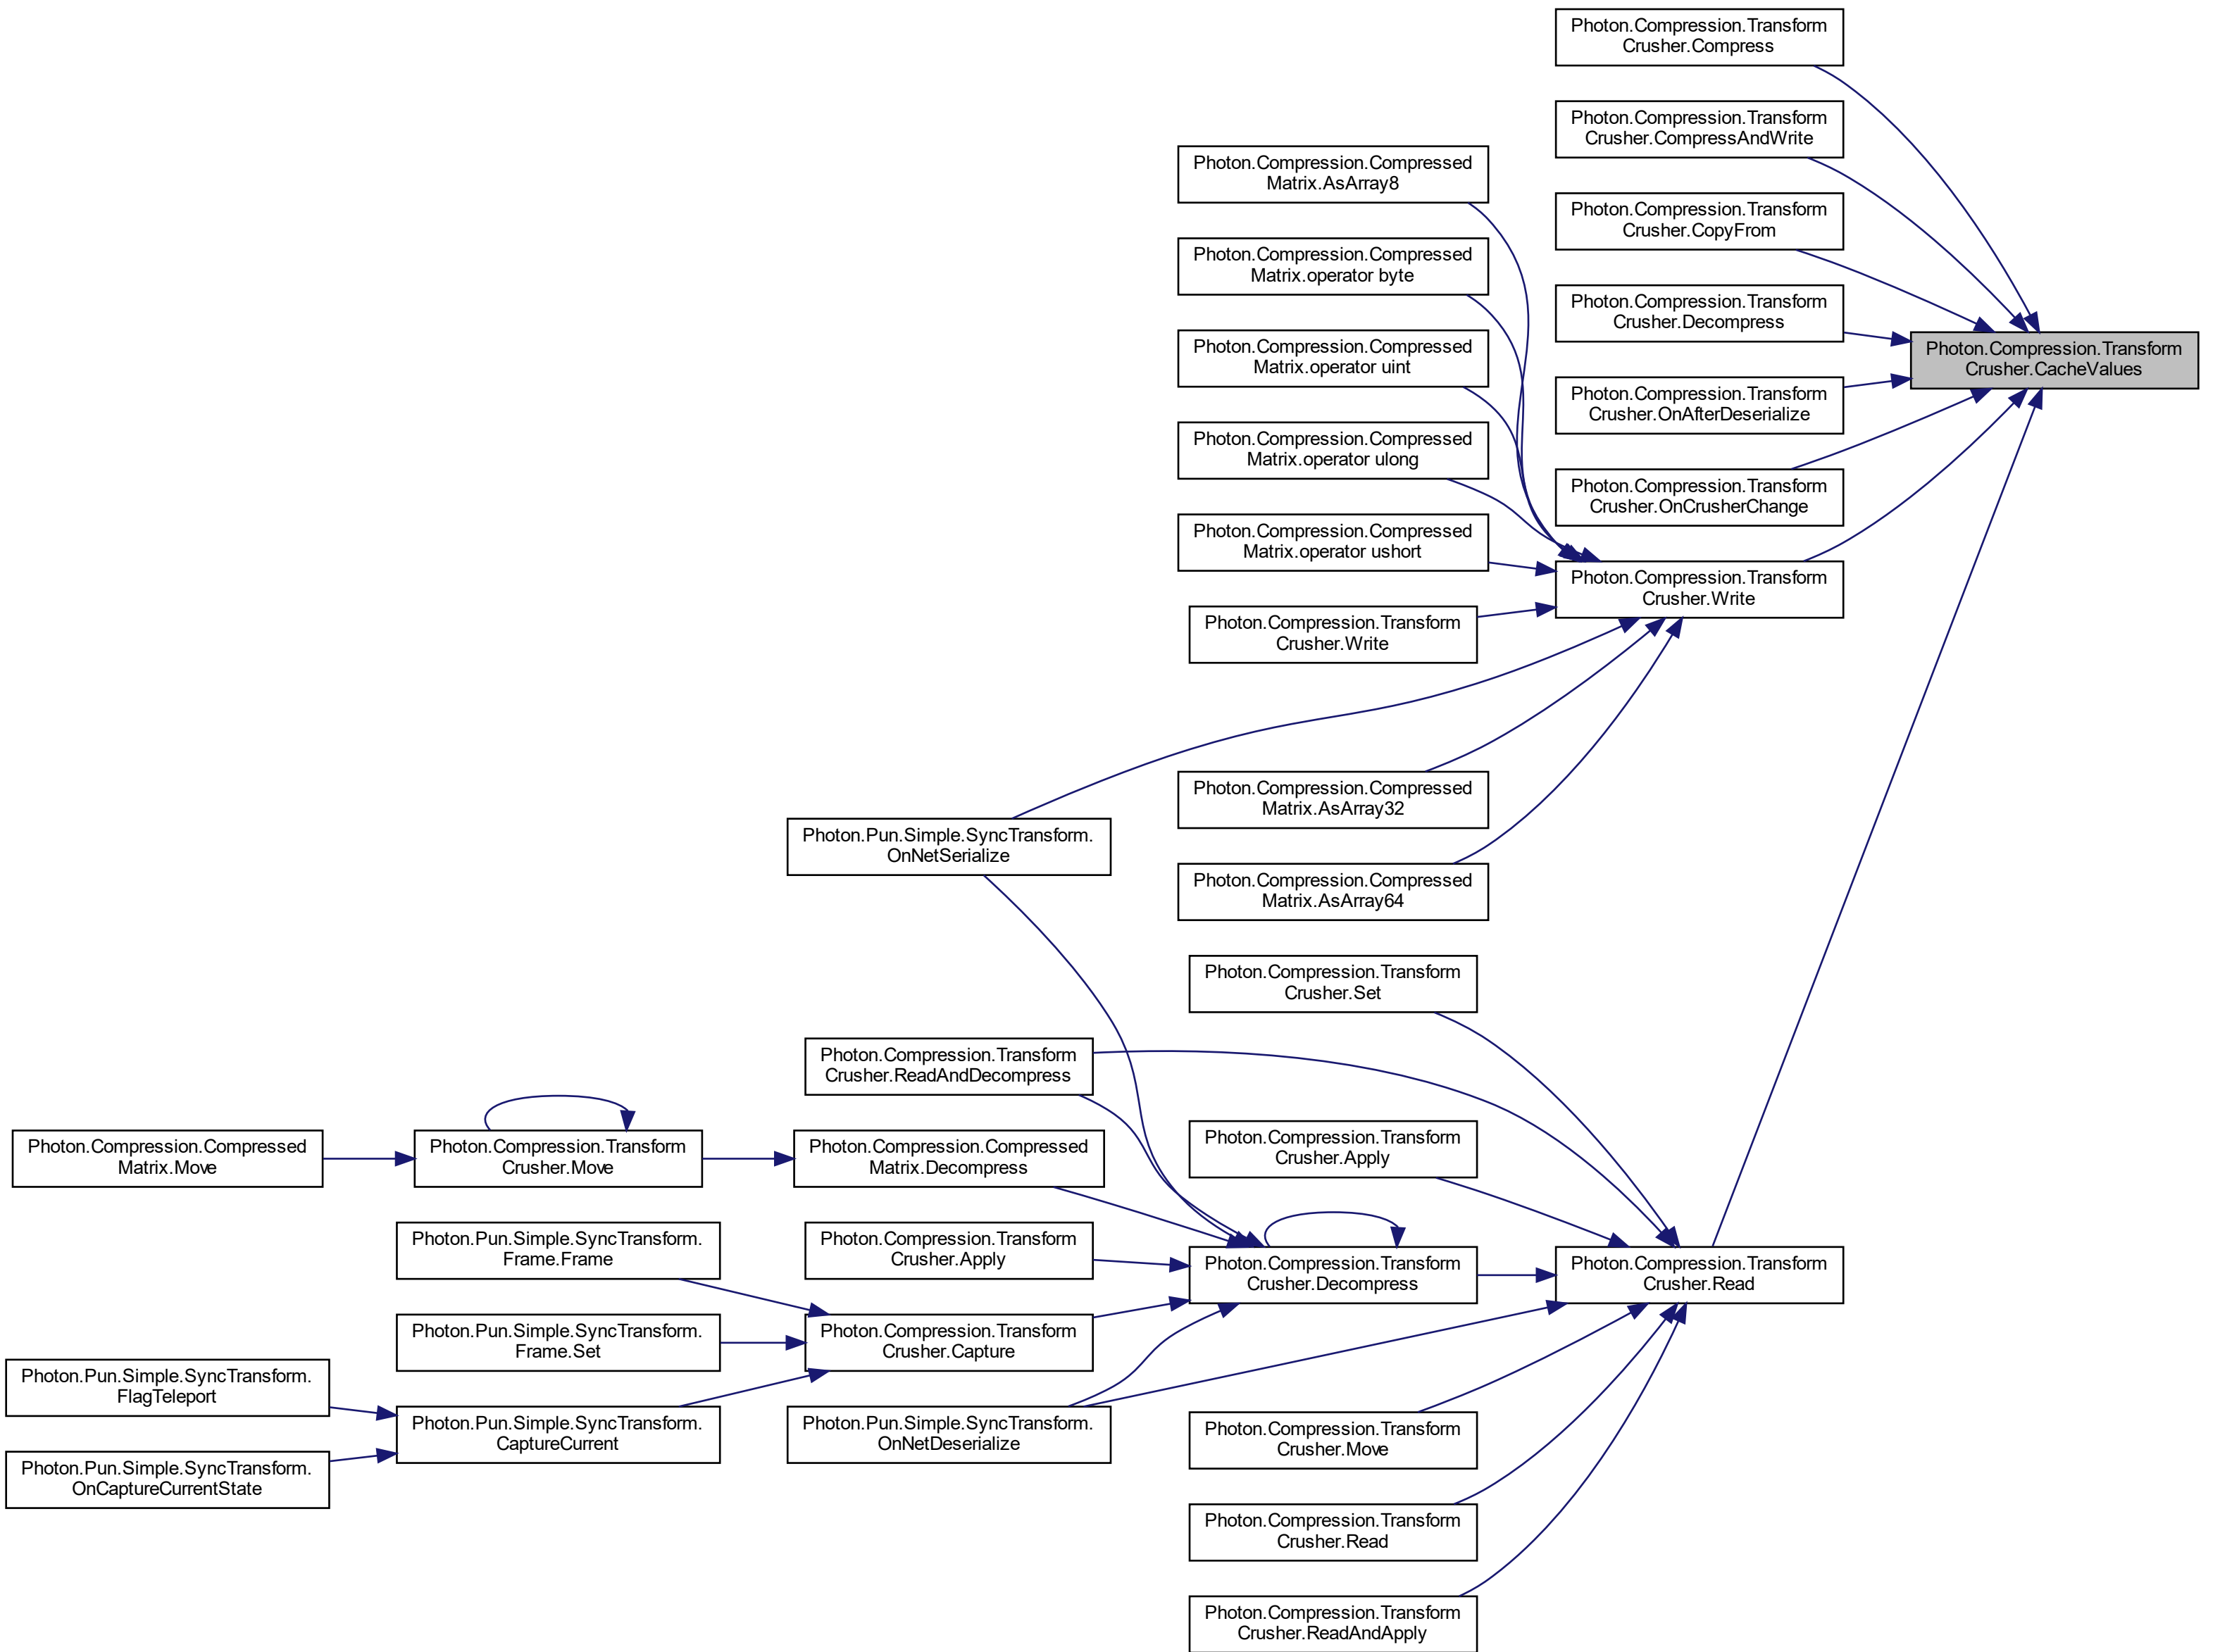 Photon.Compression.Transform
Crusher.Compress
Photon.Compression.Transform
Crusher.CompressAndWrite
Photon.Compression.Compressed
Matrix.AsArray8
Photon.Compression.Transform
Crusher.CopyFrom
Photon.Compression.Compressed
Matrix.operator byte
Photon.Compression.Transform
Crusher.Decompress
Photon.Compression.Compressed
Matrix.operator uint
Photon.Compression.Transform
Crusher.CacheValues
Photon.Compression.Transform
Crusher.OnAfterDeserialize
Photon.Compression.Compressed
Matrix.operator ulong
Photon.Compression.Transform
Crusher.OnCrusherChange
Photon.Compression.Compressed
Matrix.operator ushort
Photon.Compression.Transform
Crusher.Write
Photon.Compression.Transform
Crusher.Write
Photon.Compression.Compressed
Matrix.AsArray32
Photon.Pun.Simple.SyncTransform.
OnNetSerialize
Photon.Compression.Compressed
Matrix.AsArray64
Photon.Compression.Transform
Crusher.Set
Photon.Compression.Transform
Crusher.ReadAndDecompress
Photon.Compression.Transform
Crusher.Apply
Photon.Compression.Compressed
Matrix.Move
Photon.Compression.Transform
Crusher.Move
Photon.Compression.Compressed
Matrix.Decompress
Photon.Pun.Simple.SyncTransform.
Frame.Frame
Photon.Compression.Transform
Crusher.Apply
Photon.Compression.Transform
Crusher.Decompress
Photon.Compression.Transform
Crusher.Read
Photon.Pun.Simple.SyncTransform.
Frame.Set
Photon.Compression.Transform
Crusher.Capture
Photon.Pun.Simple.SyncTransform.
FlagTeleport
Photon.Pun.Simple.SyncTransform.
CaptureCurrent
Photon.Pun.Simple.SyncTransform.
OnNetDeserialize
Photon.Compression.Transform
Crusher.Move
Photon.Pun.Simple.SyncTransform.
OnCaptureCurrentState
Photon.Compression.Transform
Crusher.Read
Photon.Compression.Transform
Crusher.ReadAndApply